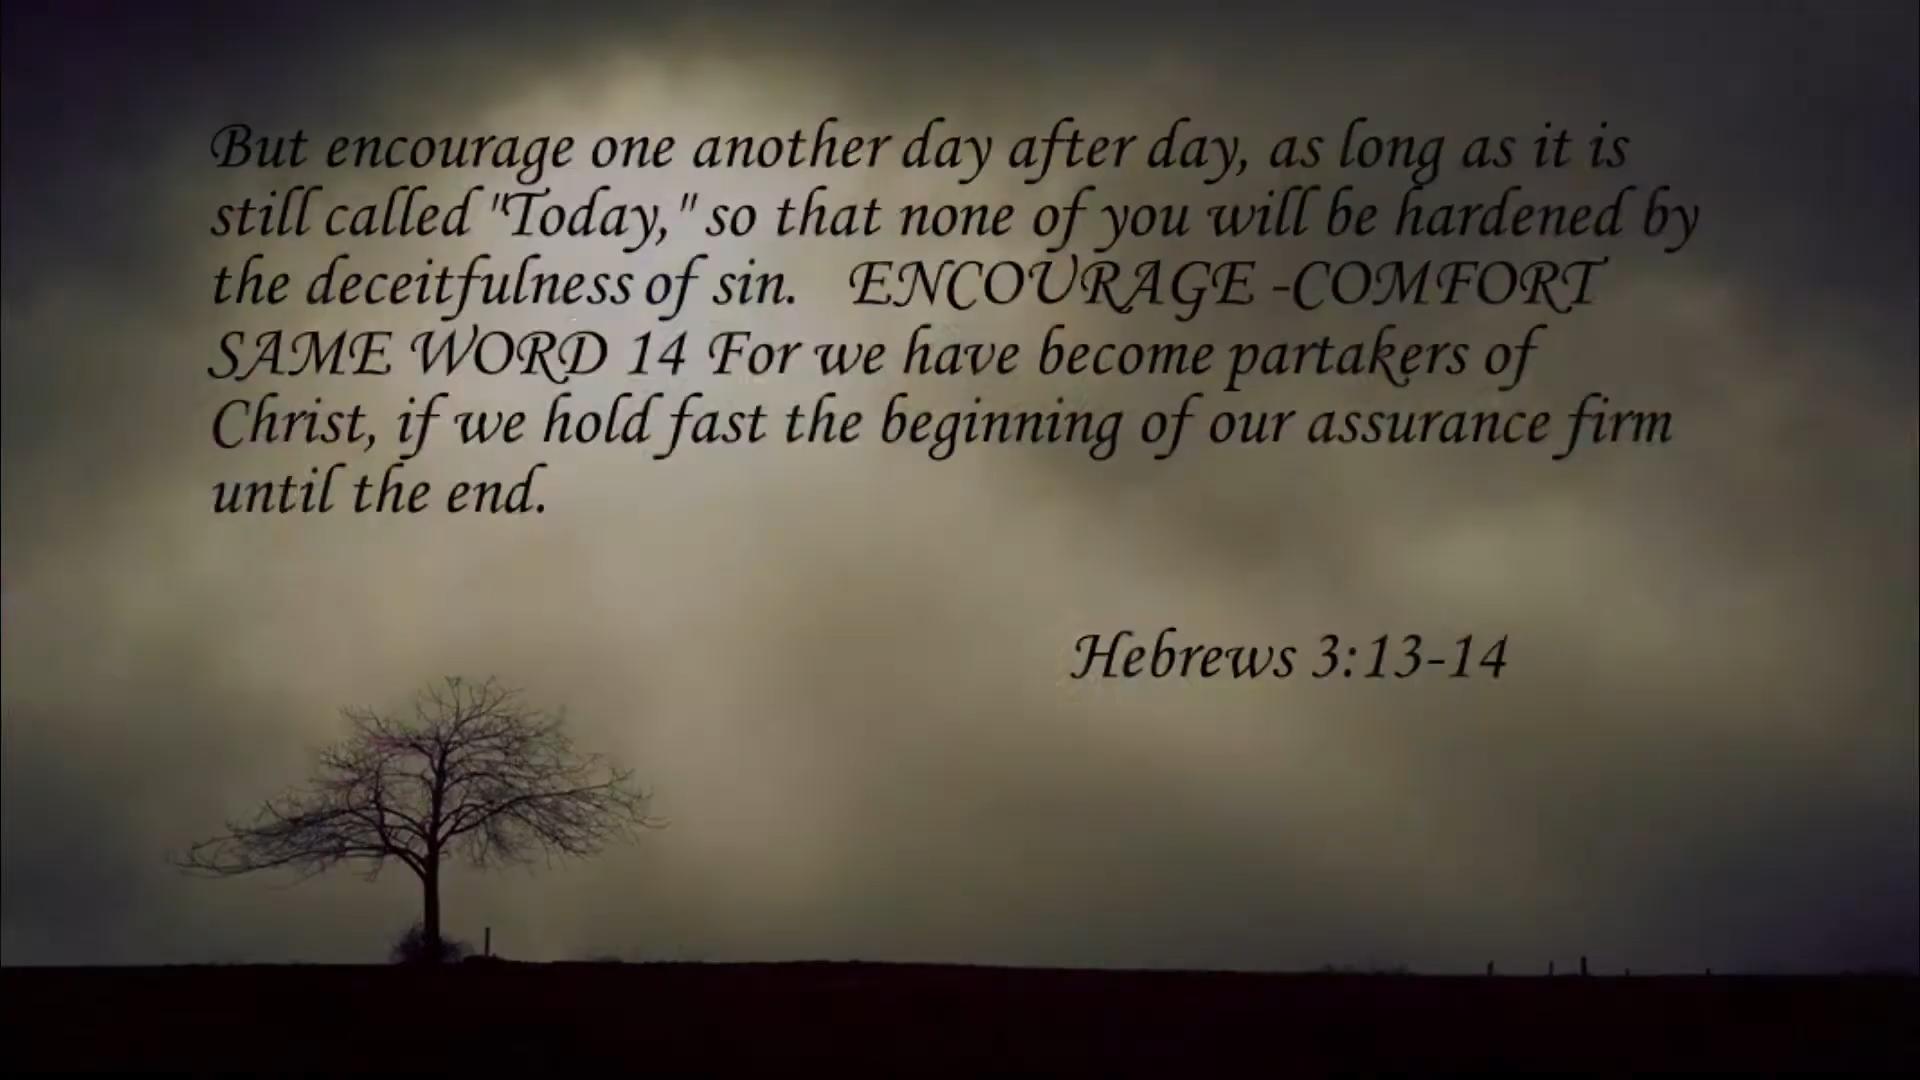 But encourage one another day after day, as long as it is
still called "Today," so that none of you will be hardened by
the deceitfulness of sin.   ENCOURAGE -COMFORT
SAME WORD 14 For we have become partakers of
Christ, if we hold fast the beginning of our assurance firm
until the end.
Hebrews 3:13-14